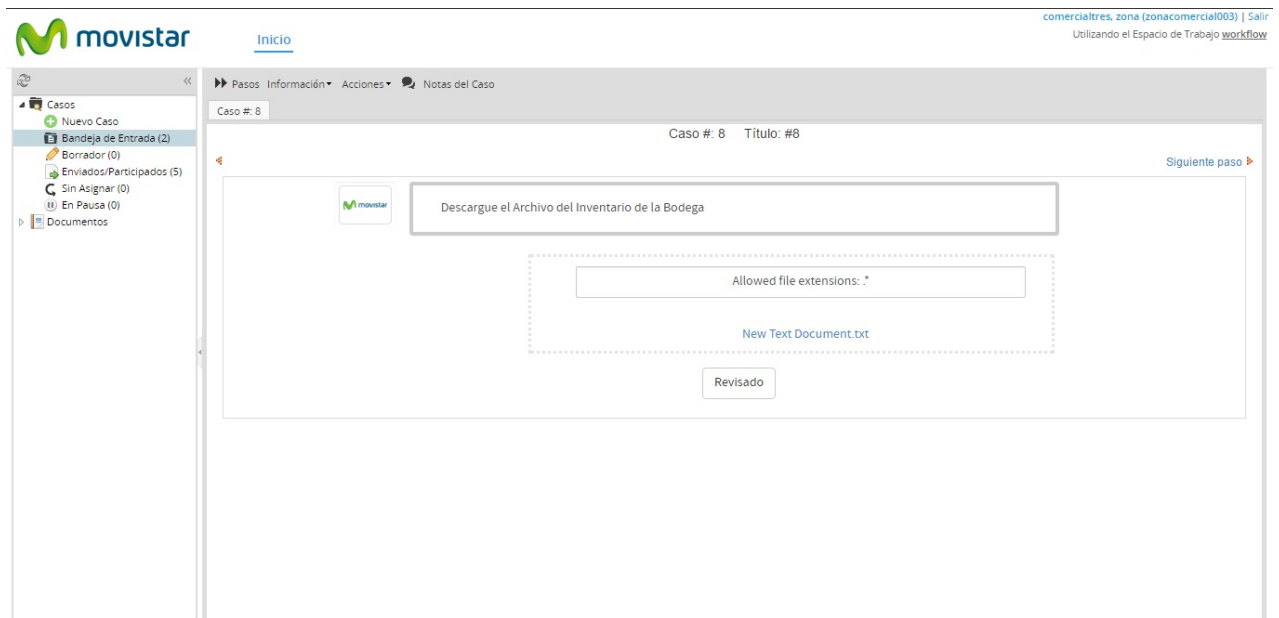 comercialtres, zona (zonacomercial003) | Salir
movistar
Inicio
Utilizando el Espacio de Trabajo workflow
Pasos Información Acciones Notas del Caso
Casos
Nuevo Caso
Bandeja de Entrada (2)
Borrador (0)
Enviados/Participados (5)
Sin Asignar (0)
En Pausa (0)
Documentos
Caso #: 8
Caso #: 8 Título: #8
Siguiente paso
movistar
Descargue el Archivo del Inventario de la Bodega
Allowed file extensions: .*
New Text Document.txt
Revisado